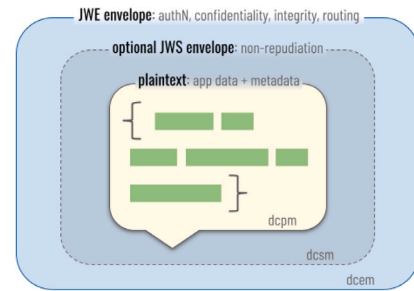 JWE envelope: authN, confidentiality, integrity, routing
optional JWS envelope: non-repudiation
plaintext: app data + metadata
{
}
dcpm
dcsm
dcem